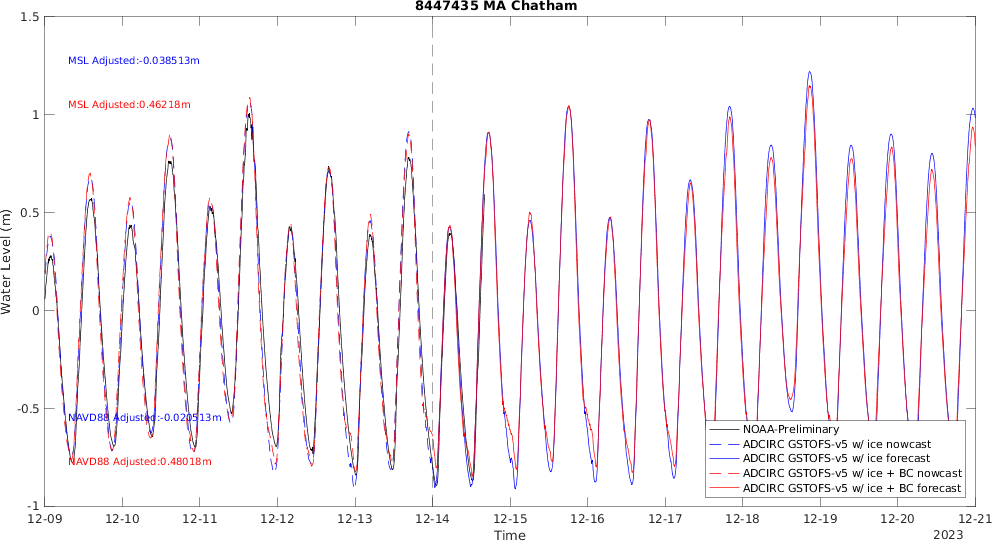 8447435 MA Chatham
1.5
MSL Adjusted:-0.038513m
MSL Adjusted:0.46218m
1
0.5
Water Level (m)
0
-0.5
NAVD88 Adjusted:-0.020513m
NAVD88 Adjusted:0.48018m
-1
NOAA-Preliminary
ADCIRC GSTOFS-v5 w/ ice nowcast
ADCIRC GSTOFS-v5 w/ ice forecast
ADCIRC GSTOFS-v5 w/ ice + BC nowcast
ADCIRC GSTOFS-v5 w/ ice + BC forecast
12-09 12-10 12-11 12-12 12-13 12-14 12-15 12-16 12-17 12-18 12-19 12-20 12-21
Time
2023